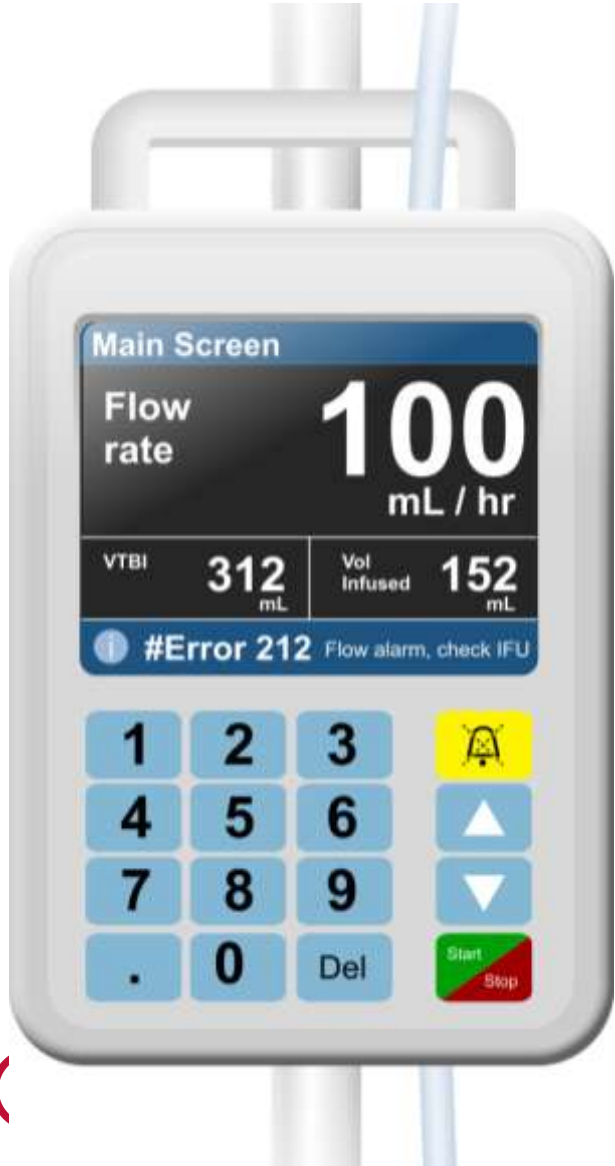 Main Screen
Flow
rate
100
mL / hr
VTBI
312
mL
Vol
Infused
152
mL
i #Error 212 Flow alarm, check IFU
1 2 3
4 5 6
7 8 9
. 0 Del
Start
Stop